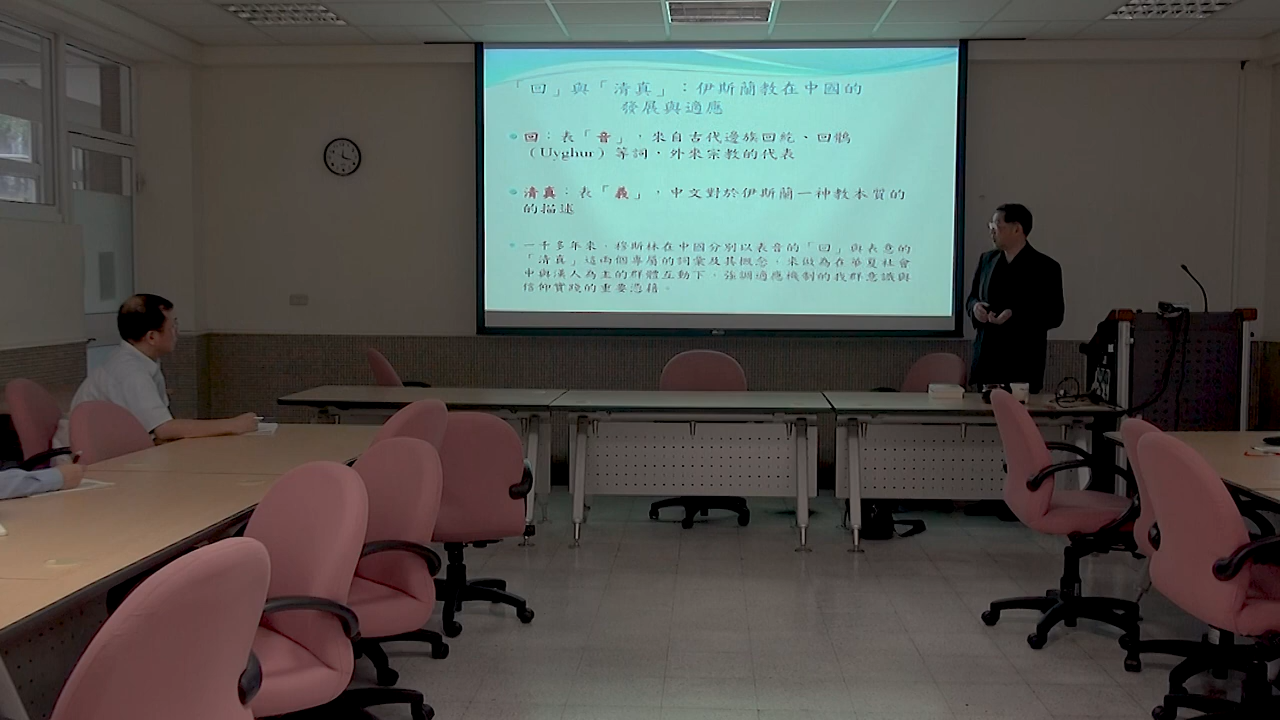 「回」與「清真」：伊斯蘭教在中國的
發展與適應
回：表「音」，來自古代邊族回紇、回鶻
（Uyghur）等詞，外來宗教的代表
清真：表「義」，中文對於伊斯蘭一种教本質的
的描述
一千多年來，穆斯林在中國分別以表音的「回」與表意的
「清真」這兩個專屬的詞彙及其概念，來做為在華夏社會
中與漢人為主的群體互動下，強調適應機制的我群意識與
信仰實踐的重要憑藉。